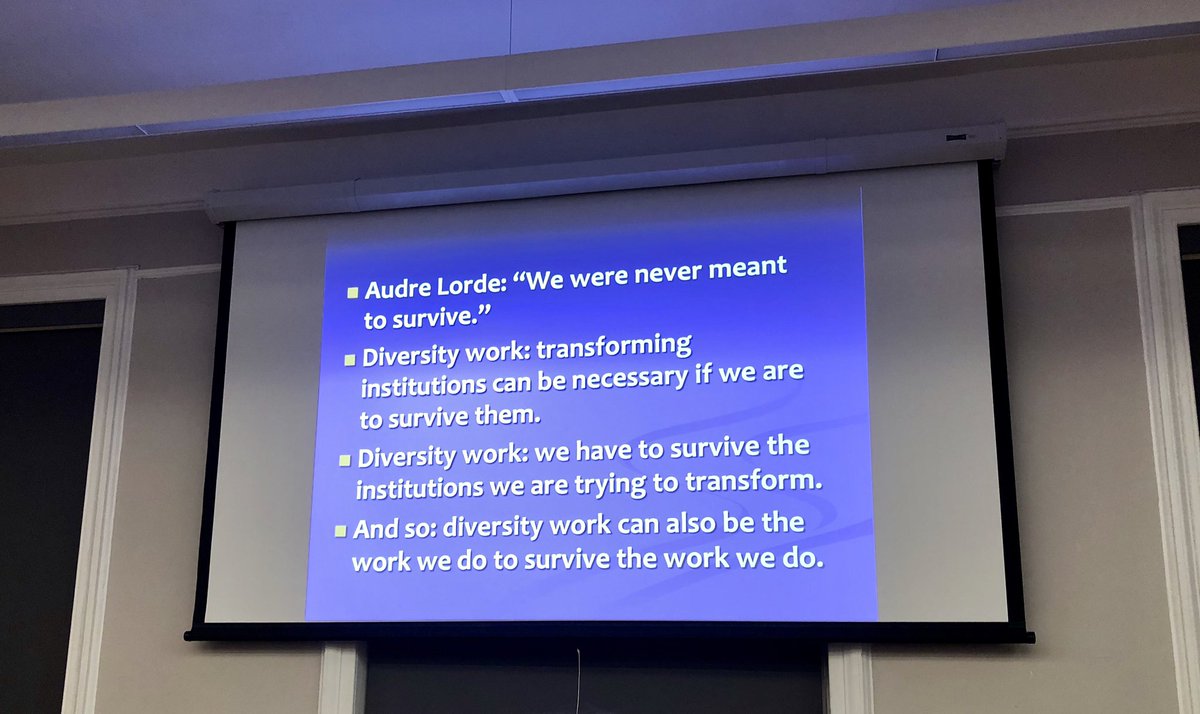 Audre Lorde: “We were never meant
to survive.”
Diversity work: transforming
institutions can be necessary if we are
to survive them.
Diversity work: we have to survive the
institutions we are trying to transform.
And so: diversity work can also be the
work we do to survive the work we do.